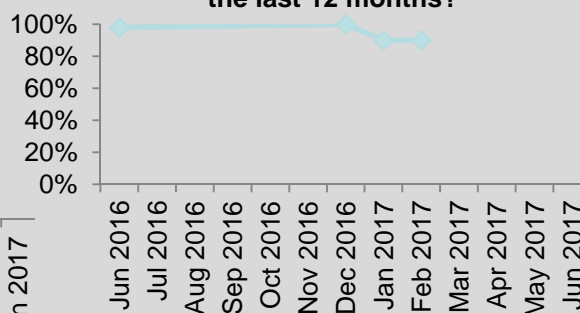 the last 12 months?
100%
80%
60%
40%
20%
0%
Jun 2016
Jul 2016
Aug 2016
Sep 2016
Oct 2016
Nov 2016
Dec 2016
Jan 2017
Feb 2017
Mar 2017
Apr 2017
May 2017
Jun 2017
n 2017